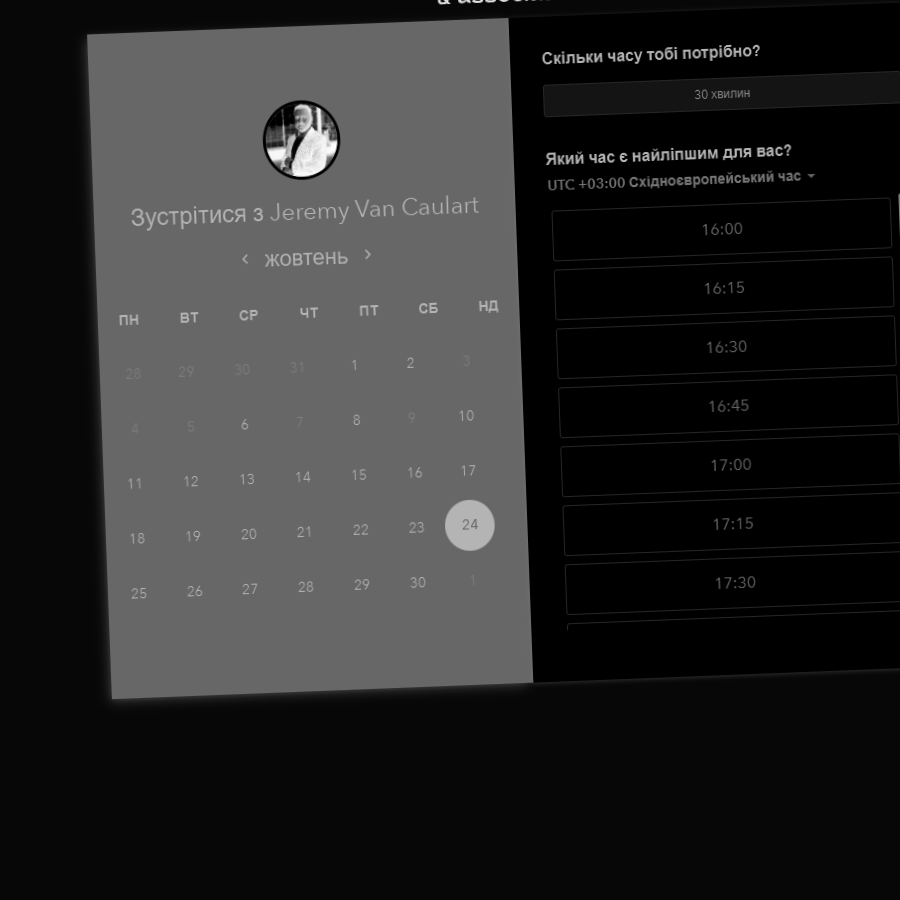 Зустрітися з Jeremy Van Caulart
‹ жовтень ›
ПН ВТ СР ЧТ ПТ СБ НД
28 29 30 31 1 2 3
4 5 6 7 8 9 10
11 12 13 14 15 16 17
18 19 20 21 22 23 24
25 26 27 28 29 30 1
Скільки часу тобі потрібно?
30 хвилин
Який час є найліпшим для вас?
UTC +03:00 Східноєвропейський час
16:00
16:15
16:30
16:45
17:00
17:15
17:30